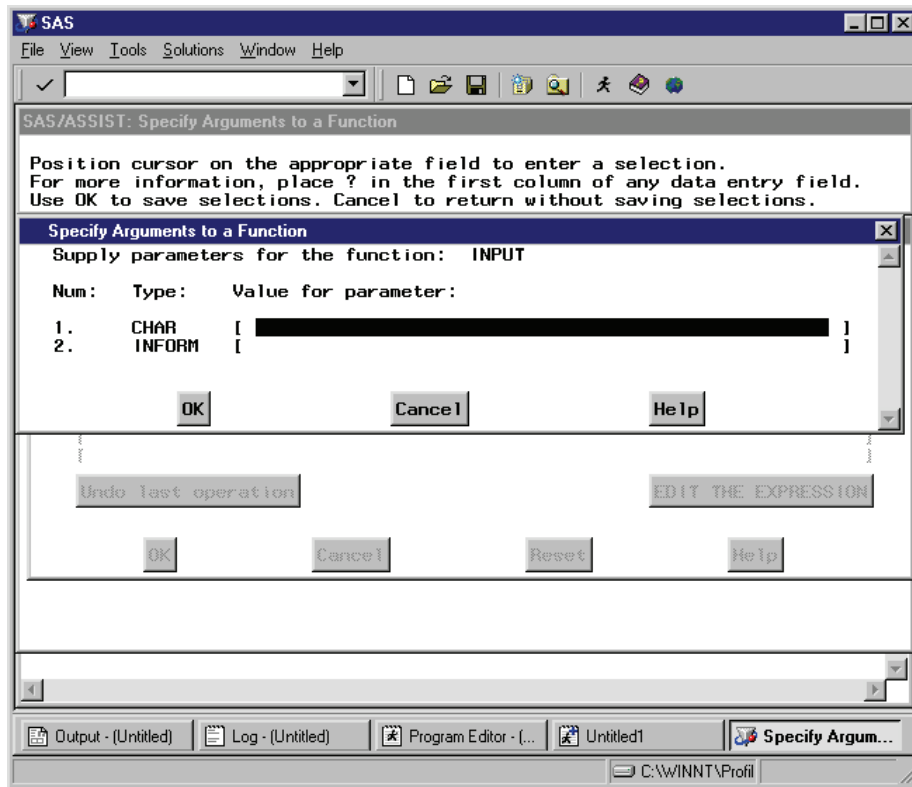 SAS
File View Tools Solutions Window Help
SAS/ASSIST: Specify Arguments to a Function
Position cursor on the appropriate field to enter a selection.
For more information, place ? in the first column of any data entry field.
Use OK to save selections. Cancel to return without saving selections.
Specify Arguments to a Function
Supply parameters for the function: INPUT
Num: Type: Value for parameter:
1. CHAR [ ]
2. INFORM [ ]
OK Cancel Help
[ ]
[ ]
Undo last operation EDIT THE EXPRESSION
OK Cancel Reset Help
Output - (Untitled) Log - (Untitled) Program Editor - (... Untitled1 Specify Argum...
C:\WINNT\Profil